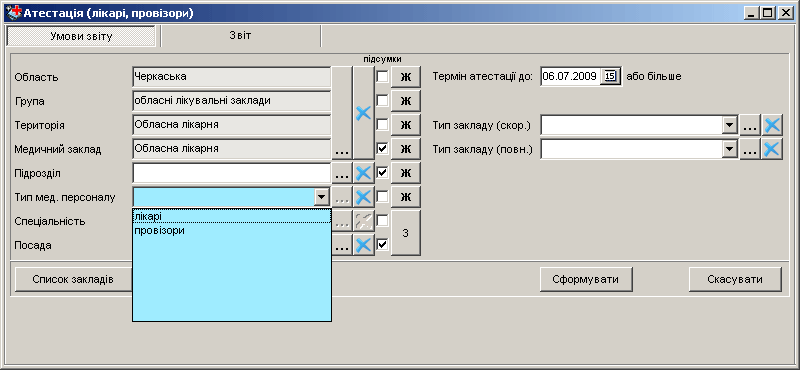 Атестація (лікарі, провізори)
Умови звіту
Звіт
підсумки
Область
Черкаська
Ж
Термін атестації до:
06.07.2009
15
або більше
Група
обласні лікувальні заклади
Ж
Територія
Обласна лікарня
Ж
Тип закладу (скор.)
...
Медичний заклад
Обласна лікарня
...
Ж
Тип закладу (повн.)
...
Підрозділ
...
Ж
Тип мед. персоналу
...
Ж
лікарі
провізори
Спеціальність
...
З
Посада
...
Список закладів
Сформувати
Скасувати